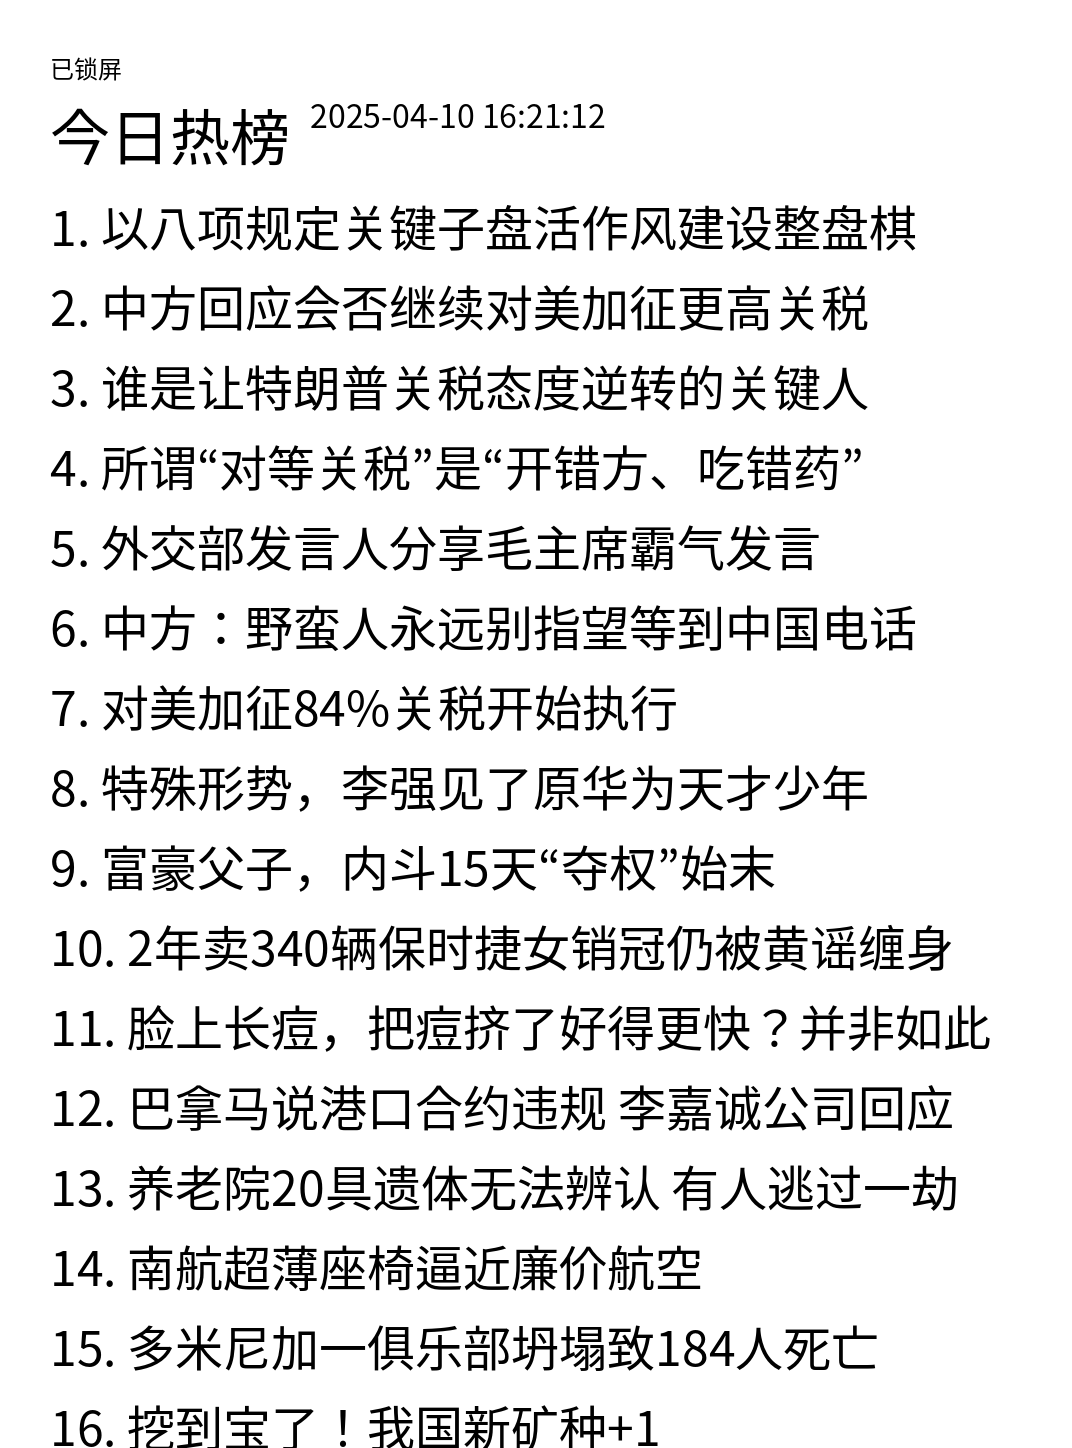 已锁屏
今日热榜 2025-04-10 16:21:12
1. 以八项规定关键子盘活作风建设整盘棋
2. 中方回应会否继续对美加征更高关税
3. 谁是让特朗普关税态度逆转的关键人
4. 所谓“对等关税”是“开错方、吃错药”
5. 外交部发言人分享毛主席霸气发言
6. 中方：野蛮人永远别指望等到中国电话
7. 对美加征84%关税开始执行
8. 特殊形势，李强见了原华为天才少年
9. 富豪父子，内斗15天“夺权”始末
10. 2年卖340辆保时捷女销冠仍被黄谣缠身
11. 脸上长痘，把痘挤了好得更快？并非如此
12. 巴拿马说港口合约违规 李嘉诚公司回应
13. 养老院20具遗体无法辨认 有人逃过一劫
14. 南航超薄座椅逼近廉价航空
15. 多米尼加一俱乐部坍塌致184人死亡
16. 挖到宝了！我国新矿种+1